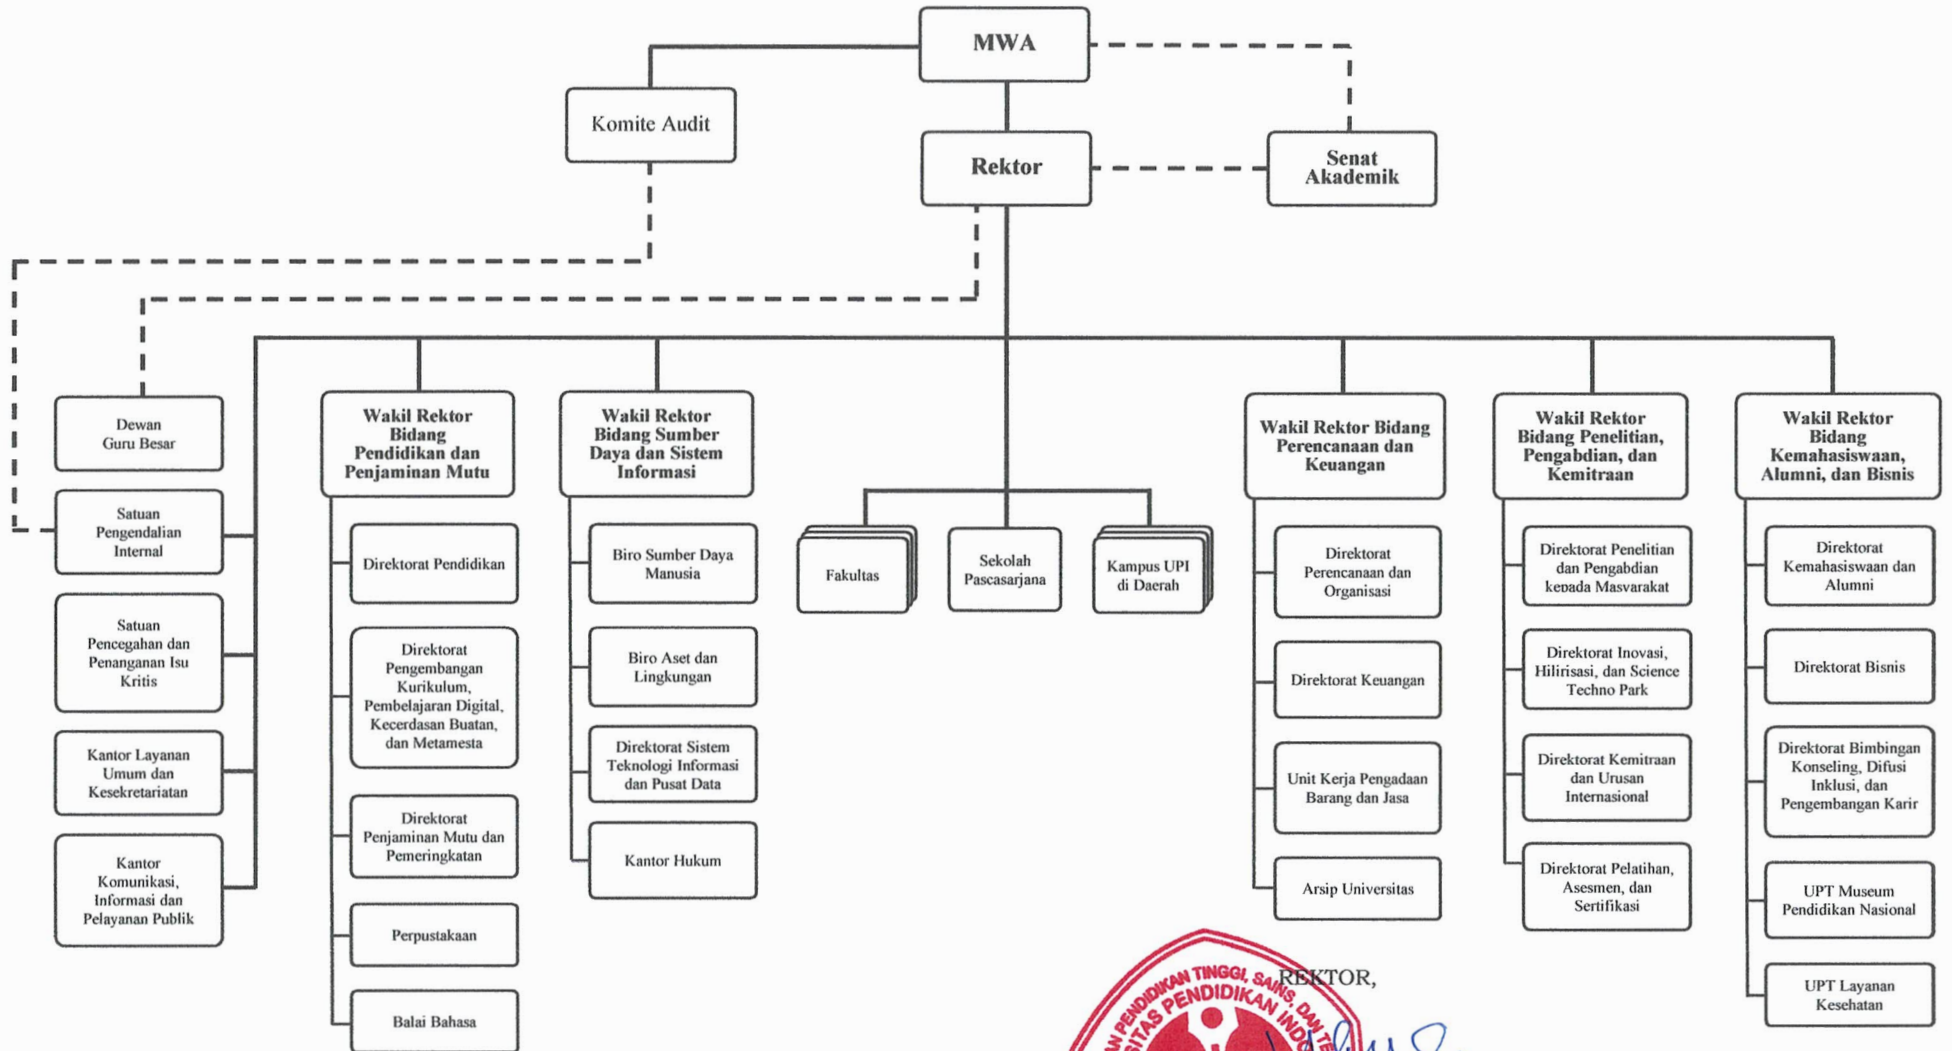 MWA
Komite Audit
Rektor
Senat
Akademik
Dewan
Guru Besar
Satuan
Pengendalian
Internal
Satuan
Pencegahan dan
Penanganan Isu
Kritis
Kantor Layanan
Umum dan
Kesekretariatan
Kantor
Komunikasi,
Informasi dan
Pelayanan Publik
Wakil Rektor
Bidang
Pendidikan dan
Penjaminan Mutu
Direktorat Pendidikan
Direktorat
Pengembangan
Kurikulum,
Pembelajaran Digital,
Kecerdasan Buatan,
dan Metamesta
Direktorat
Penjaminan Mutu dan
Pemeringkatan
Perpustakaan
Balai Bahasa
Wakil Rektor
Bidang Sumber
Daya dan Sistem
Informasi
Biro Sumber Daya
Manusia
Biro Aset dan
Lingkungan
Direktorat Sistem
Teknologi Informasi
dan Pusat Data
Kantor Hukum
Fakultas
Sekolah
Pascasarjana
Kampus UPI
di Daerah
Wakil Rektor Bidang
Perencanaan dan
Keuangan
Direktorat
Perencanaan dan
Organisasi
Direktorat Keuangan
Unit Kerja Pengadaan
Barang dan Jasa
Arsip Universitas
Wakil Rektor
Bidang Penelitian,
Pengabdian, dan
Kemitraan
Direktorat Penelitian
dan Pengabdian
kepada Masyarakat
Direktorat Inovasi,
Hilirisasi, dan Science
Techno Park
Direktorat Kemitraan
dan Urusan
Internasional
Direktorat Pelatihan,
Asesmen, dan
Sertifikasi
Wakil Rektor
Bidang
Kemahasiswaan,
Alumni, dan Bisnis
Direktorat
Kemahasiswaan dan
Alumni
Direktorat Bisnis
Direktorat Bimbingan
Konseling, Difusi
Inklusi, dan
Pengembangan Karir
UPT Museum
Pendidikan Nasional
UPT Layanan
Kesehatan
REKTOR,
PENDIDIKAN TINGGI, SAINS, DAN
PENDIDIKAN